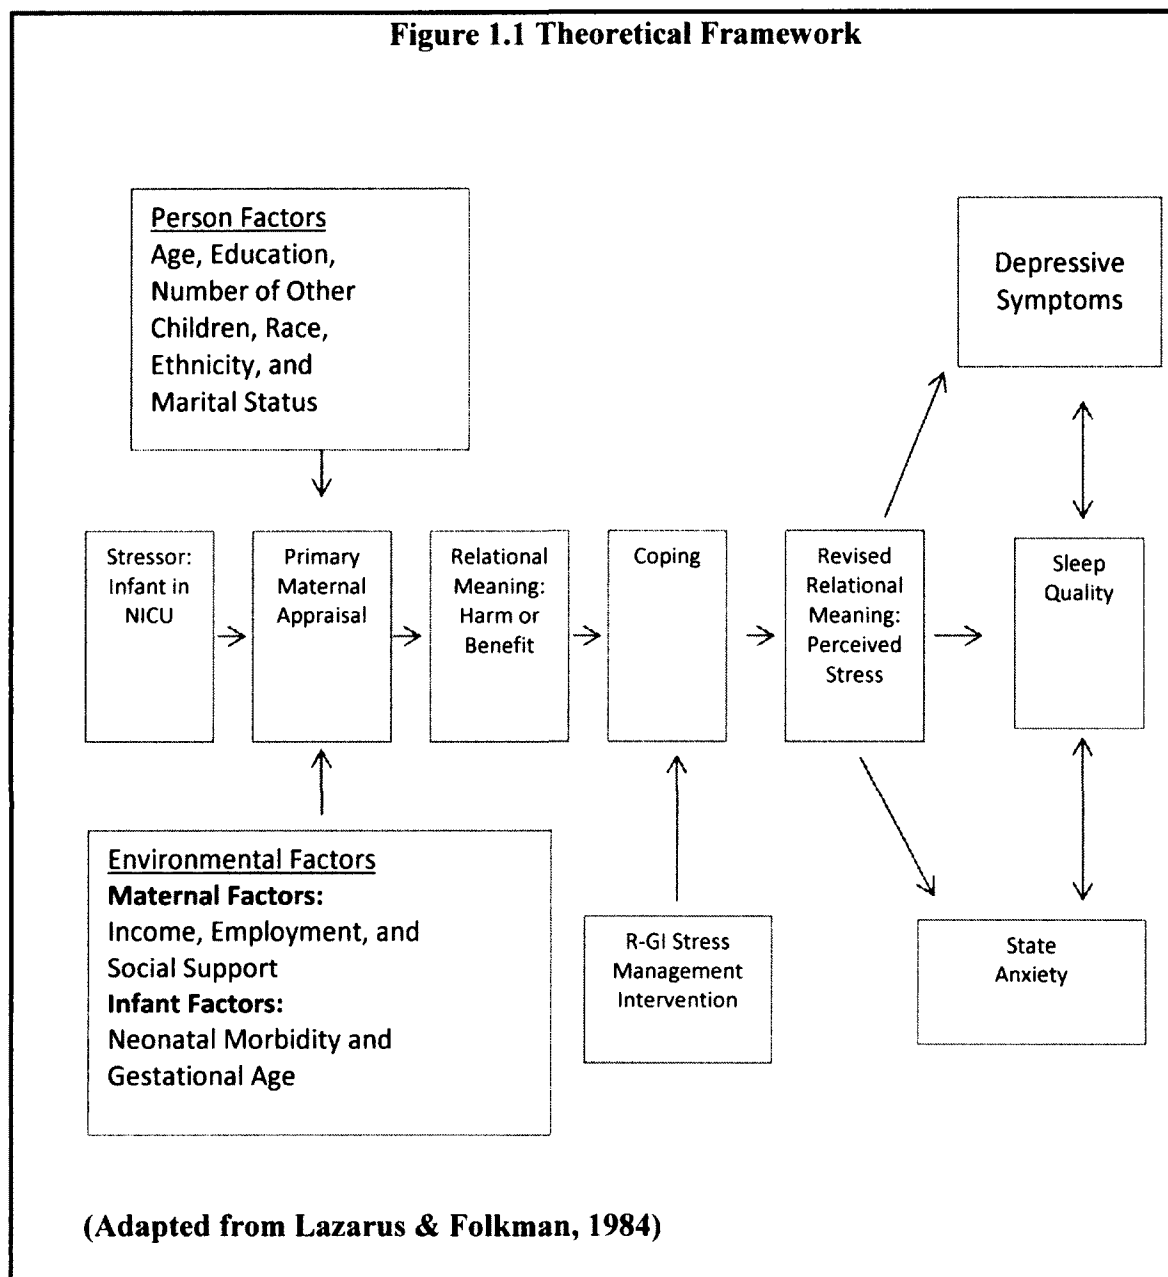 Figure 1.1 Theoretical Framework
Person Factors
Age, Education,
Number of Other
Children, Race,
Ethnicity, and
Marital Status
Depressive
Symptoms
Stressor:
Infant in
NICU
Primary
Maternal
Appraisal
Relational
Meaning:
Harm or
Benefit
Coping
Revised
Relational
Meaning:
Perceived
Stress
Sleep
Quality
Environmental Factors
Maternal Factors:
Income, Employment, and
Social Support
Infant Factors:
Neonatal Morbidity and
Gestational Age
R-GI Stress
Management
Intervention
State
Anxiety
(Adapted from Lazarus & Folkman, 1984)